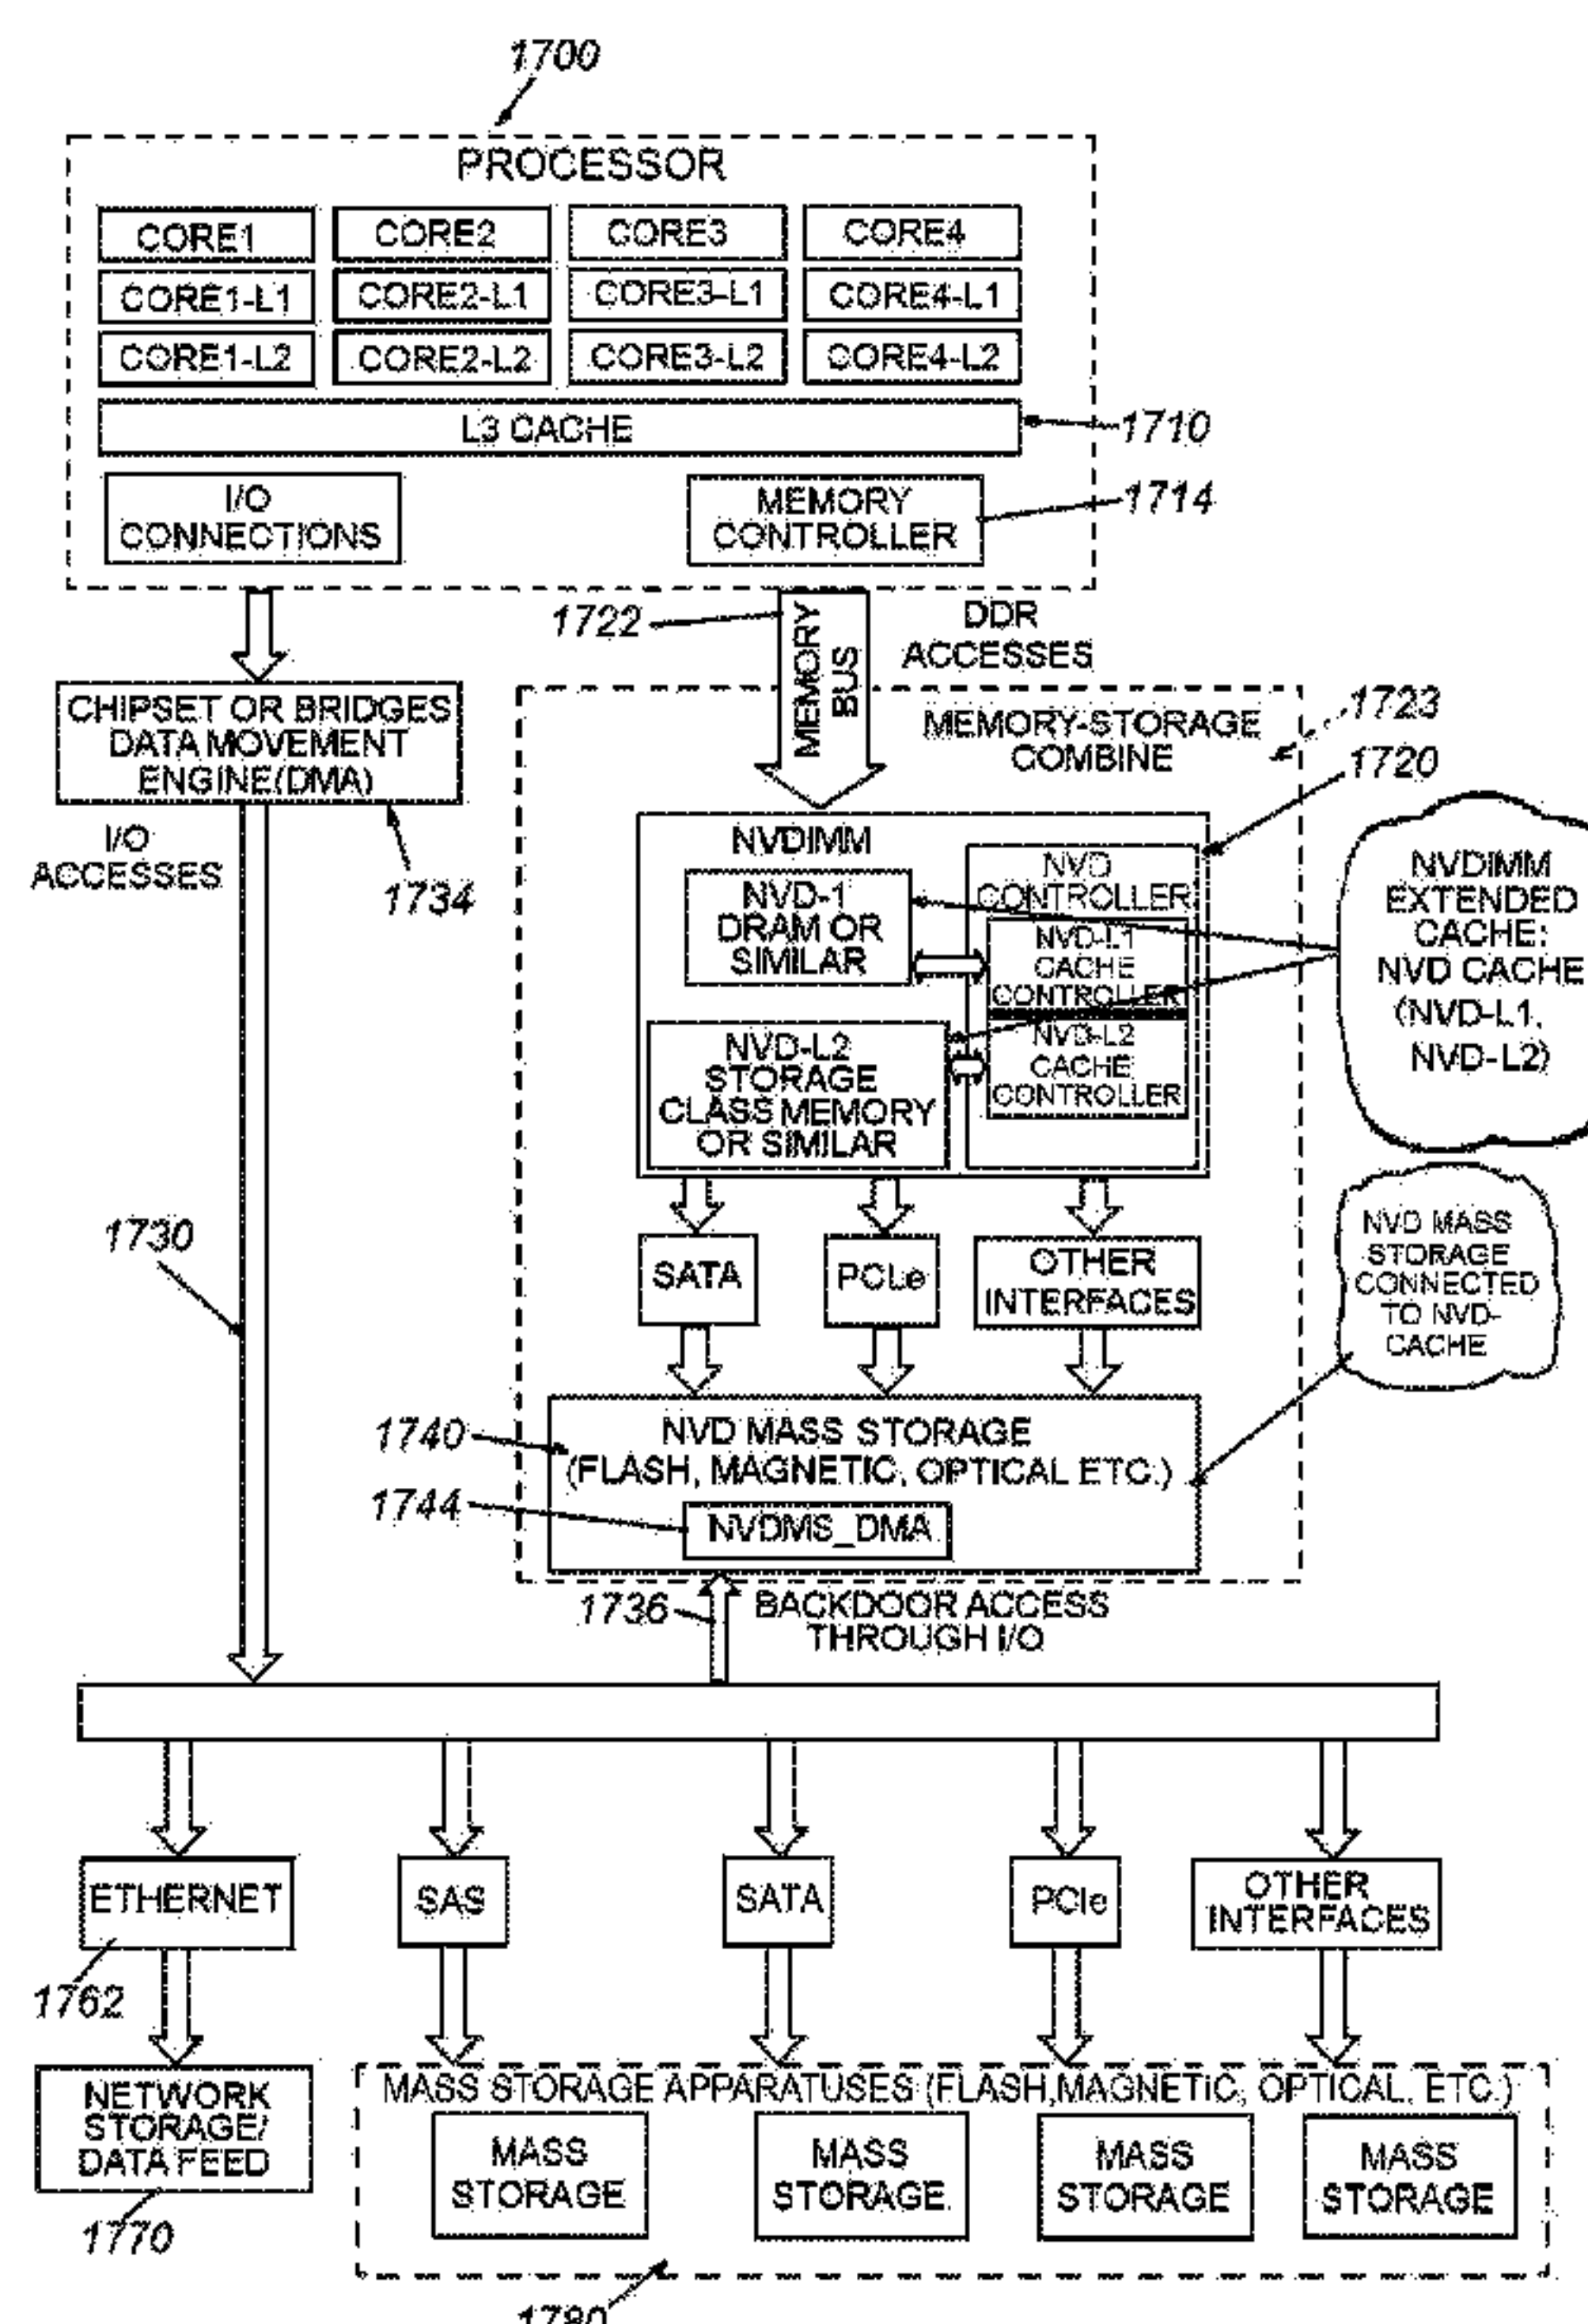 1700
PROCESSOR
CORE1
CORE2
CORE3
CORE4
CORE1-L1
CORE2-L1
CORE3-L1
CORE4-L1
CORE1-L2
CORE2-L2
CORE3-L2
CORE4-L2
L3 CACHE
1710
I/O
CONNECTIONS
MEMORY
CONTROLLER
1714
1722
MEMORY
BUS
DDR
ACCESSES
CHIPSET OR BRIDGES
DATA MOVEMENT
ENGINE(DMA)
1734
I/O
ACCESSES
MEMORY-STORAGE
COMBINE
1723
1720
NVDIMM
NVD-1
DRAM OR
SIMILAR
NVD
CONTROLLER
NVD-L1
CACHE
CONTROLLER
NVD-L2
STORAGE
CLASS MEMORY
OR SIMILAR
NVD-L2
CACHE
CONTROLLER
NVDIMM
EXTENDED
CACHE:
NVD CACHE
(NVD-L1,
NVD-L2)
1730
SATA
PCLe
OTHER
INTERFACES
NVD MASS
STORAGE
CONNECTED
TO NVD-
CACHE
1740
NVD MASS STORAGE
(FLASH, MAGNETIC, OPTICAL ETC.)
1744
NVDMS_DMA
1736
BACKDOOR ACCESS
THROUGH I/O
ETHERNET
SAS
SATA
PCIe
OTHER
INTERFACES
1762
NETWORK
STORAGE/
DATA FEED
1770
MASS STORAGE APPARATUSES (FLASH,MAGNETIC, OPTICAL, ETC.)
MASS
STORAGE
MASS
STORAGE
MASS
STORAGE
MASS
STORAGE
1780